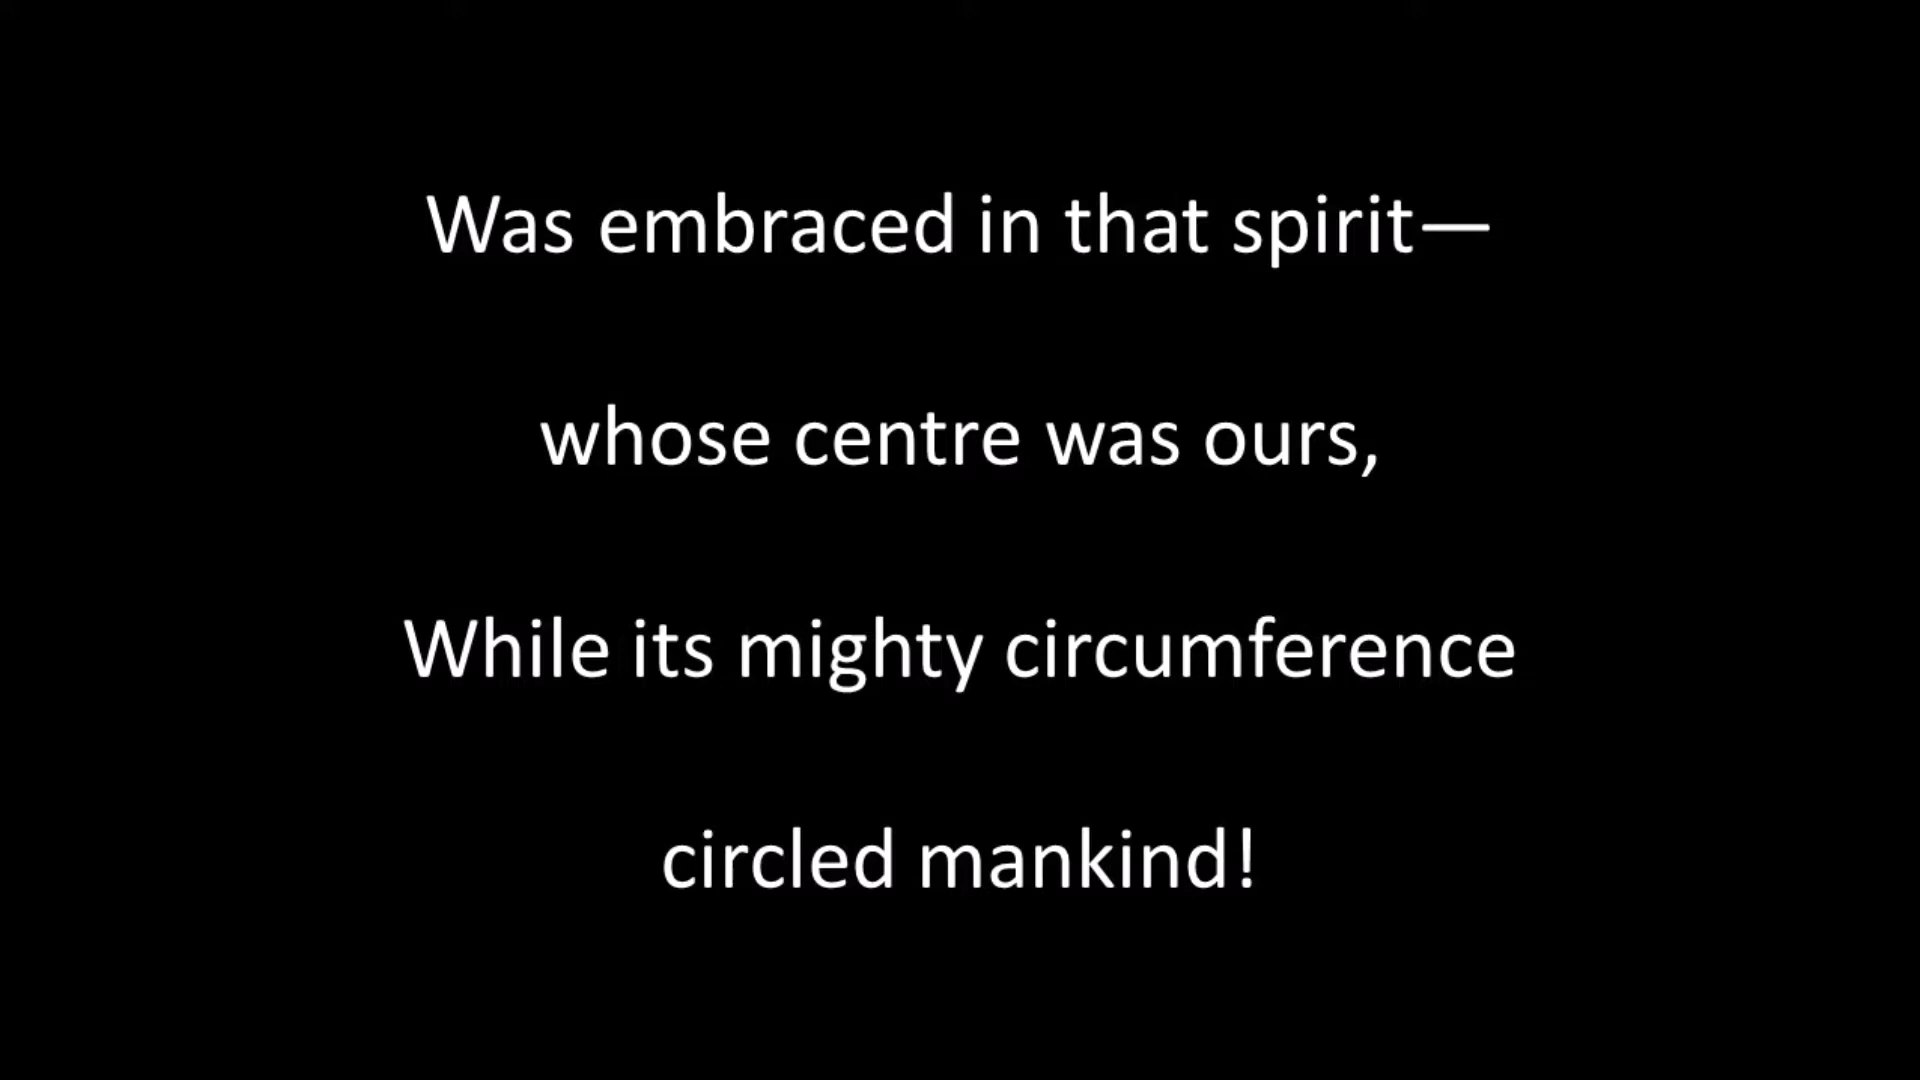 Was embraced in that spirit—
whose centre was ours,
While its mighty circumference
circled mankind!